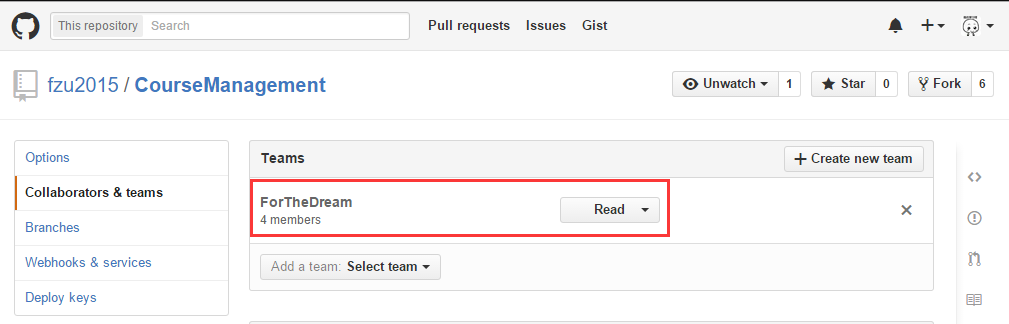 This repository Search Pull requests Issues Gist
fzu2015 / CourseManagement Unwatch 1 Star 0 Fork 6
Options
Collaborators & teams
Branches
Webhooks & services
Deploy keys
Teams Create new team
ForTheDream
4 members
Read
Add a team: Select team